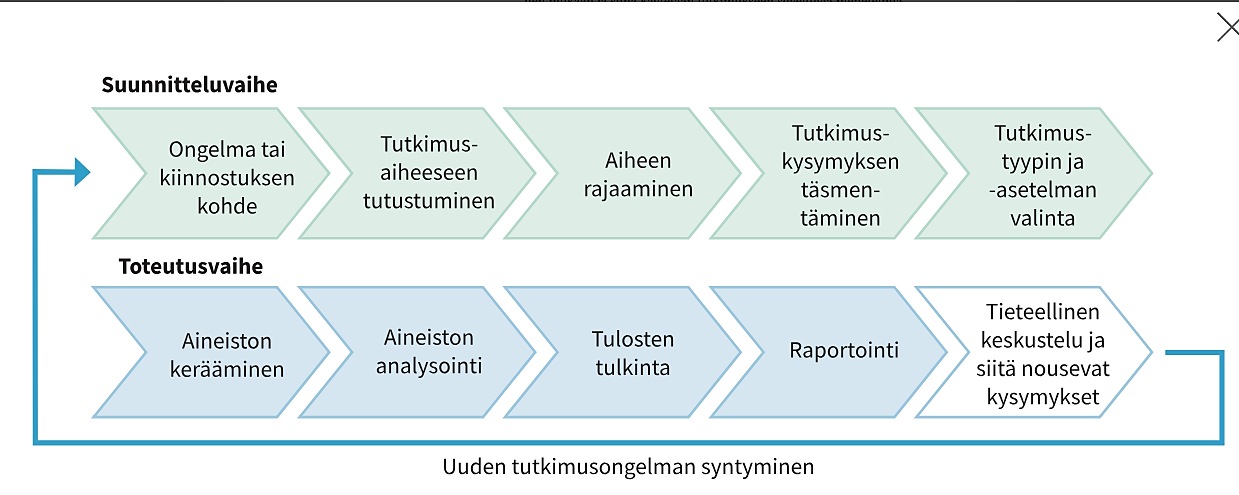 Suunnitteluvaihe
Ongelma tai
kiinnostuksen
kohde
Tutkimus-
aiheeseen
tutustuminen
Aiheen
rajaaminen
Tutkimus-
kysymyksen
täsmen-
täminen
Tutkimus-
tyypin ja
-asetelman
valinta
Toteutusvaihe
Aineiston
kerääminen
Aineiston
analysointi
Tulosten
tulkinta
Raportointi
Tieteellinen
keskustelu ja
siitä nousevat
kysymykset
Uuden tutkimusongelman syntyminen